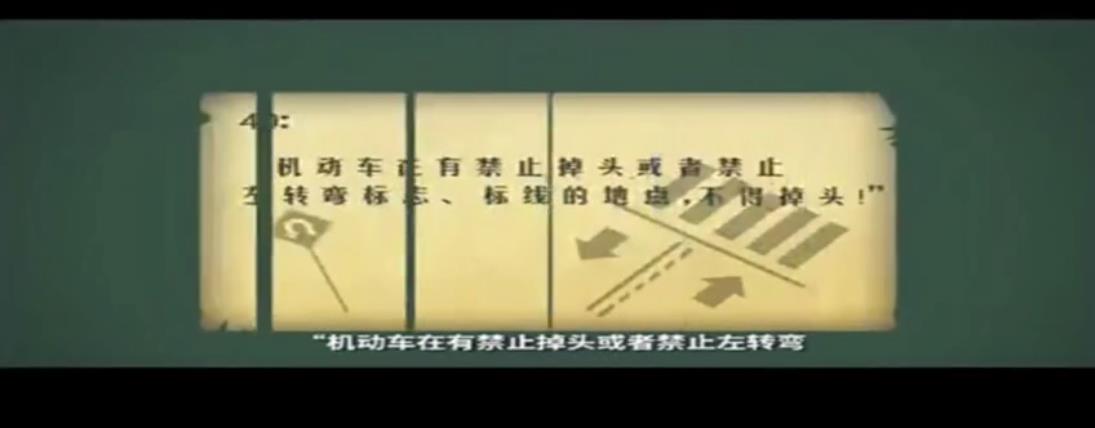 40:
机动车在有禁止掉头或者禁止
左转弯标志、标线的地点,不得掉头!”
“机动车在有禁止掉头或者禁止左转弯